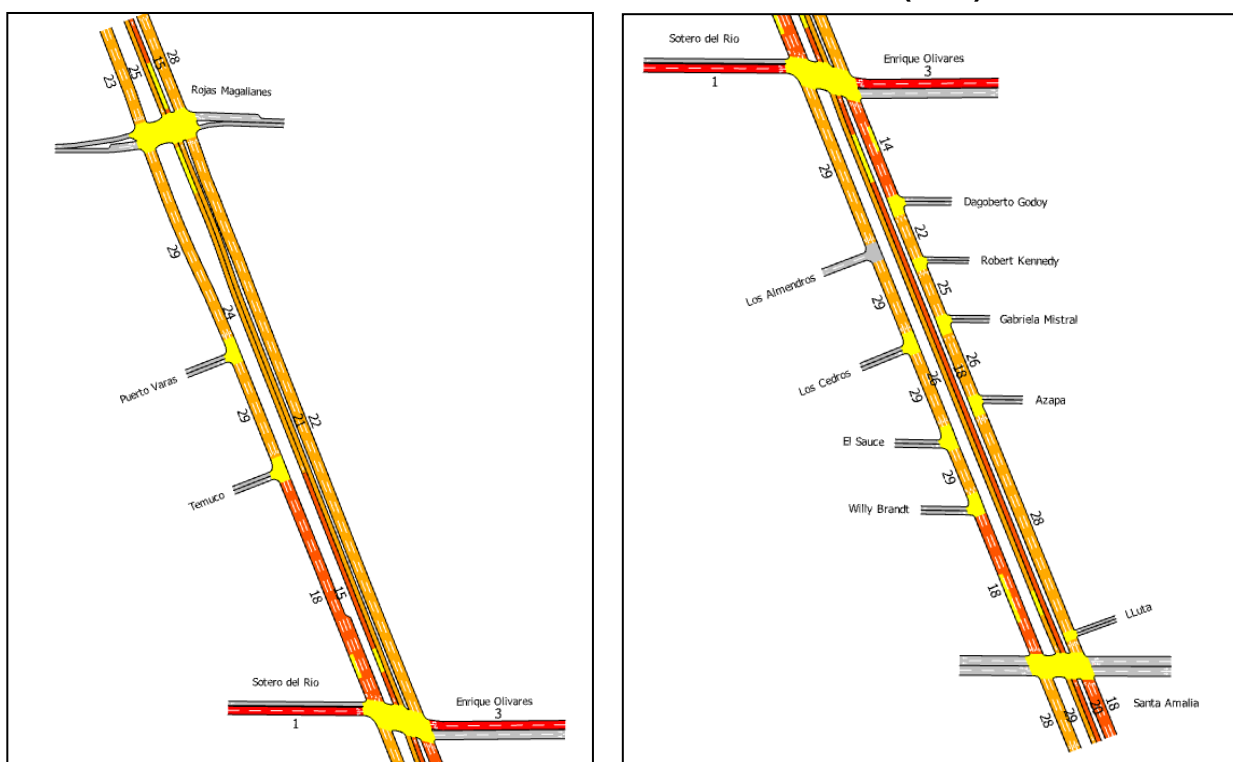 23
25
15
28
Rojas Magallanes
29
24
Puerto Varas
29
21
22
Temuco
18
15
Sotero del Rio
1
Enrique Olivares
3
Sotero del Rio
1
Enrique Olivares
3
14
29
Dagoberto Godoy
22
Robert Kennedy
Los Almendros
25
29
Gabriela Mistral
26
18
Los Cedros
26
29
Azapa
El Sauce
29
Willy Brandt
28
18
LLuta
Santa Amalia
28
29
20
18